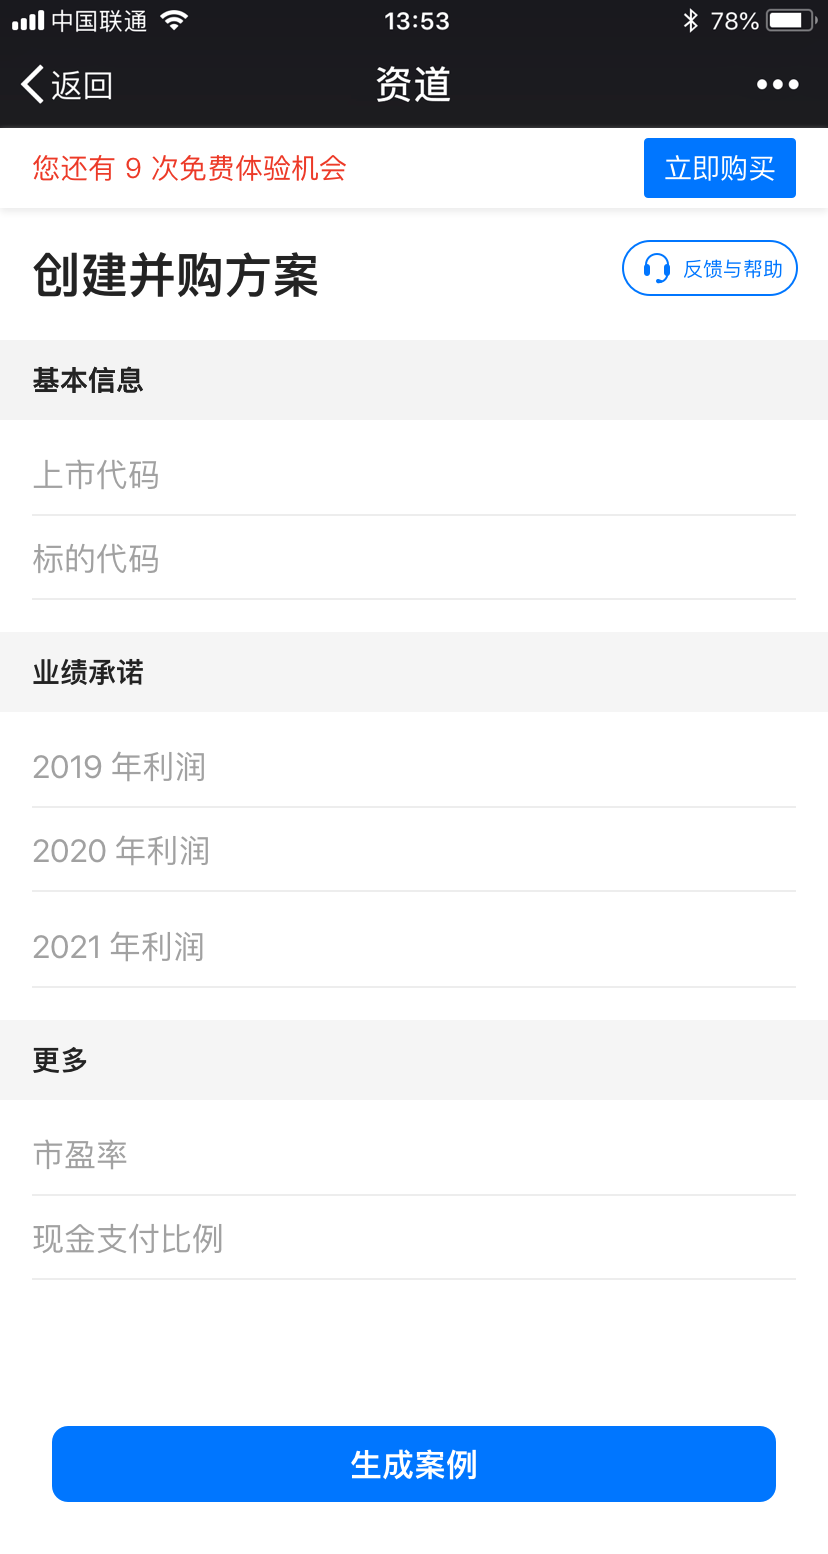 中国联通 13:53 78%
返回 资道
您还有 9 次免费体验机会 立即购买
创建并购方案 反馈与帮助
基本信息
上市代码
标的代码
业绩承诺
2019 年利润
2020 年利润
2021 年利润
更多
市盈率
现金支付比例
生成案例